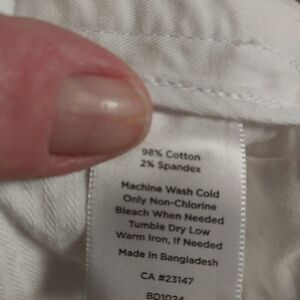 98% Cotton
2% Spandex
Machine Wash Cold
Only Non-Chlorine
Bleach When Needed
Tumble Dry Low
Warm Iron, If Needed
Made In Bangladesh
CA #23147
BD1024